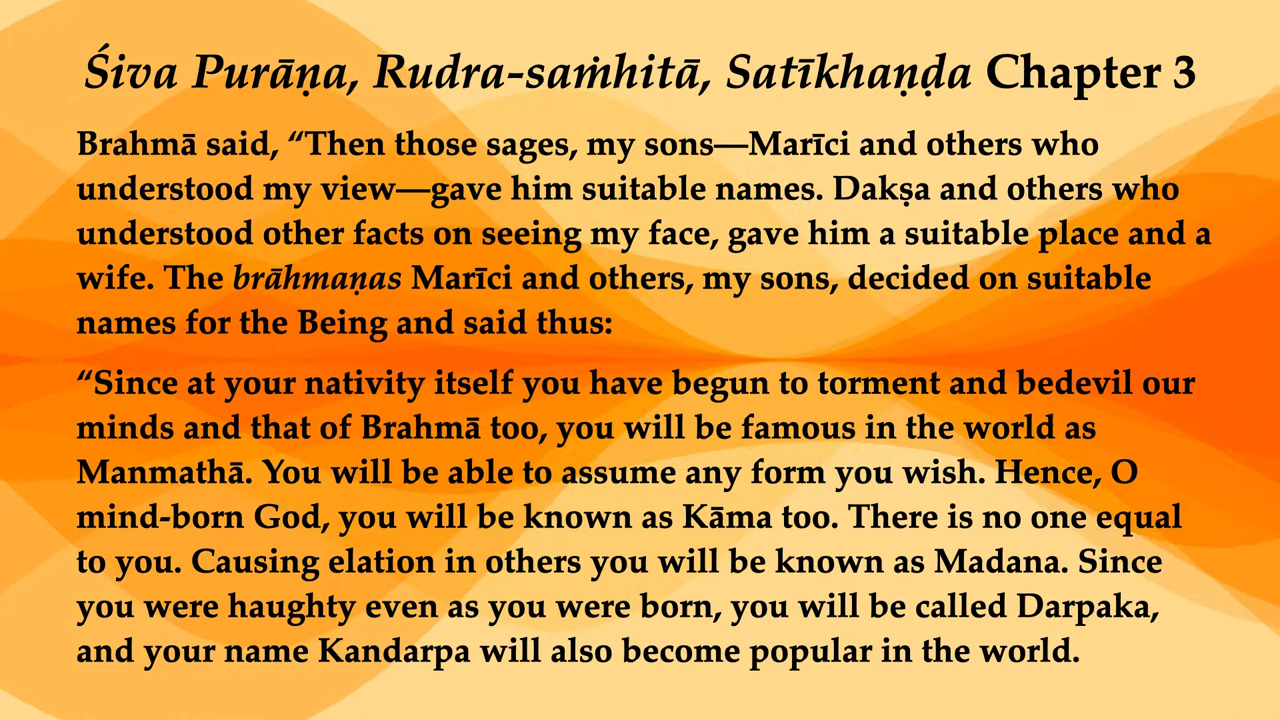 Śiva Purāṇa, Rudra-saṁhitā, Satīkhaṇḍa Chapter 3
Brahmā said, “Then those sages, my sons—Marīci and others who
understood my view—gave him suitable names. Dakṣa and others who
understood other facts on seeing my face, gave him a suitable place and a
wife. The brāhmaṇas Marīci and others, my sons, decided on suitable
names for the Being and said thus:
“Since at your nativity itself you have begun to torment and bedevil our
minds and that of Brahmā too, you will be famous in the world as
Manmathā. You will be able to assume any form you wish. Hence, O
mind-born God, you will be known as Kāma too. There is no one equal
to you. Causing elation in others you will be known as Madana. Since
you were haughty even as you were born, you will be called Darpaka,
and your name Kandarpa will also become popular in the world.